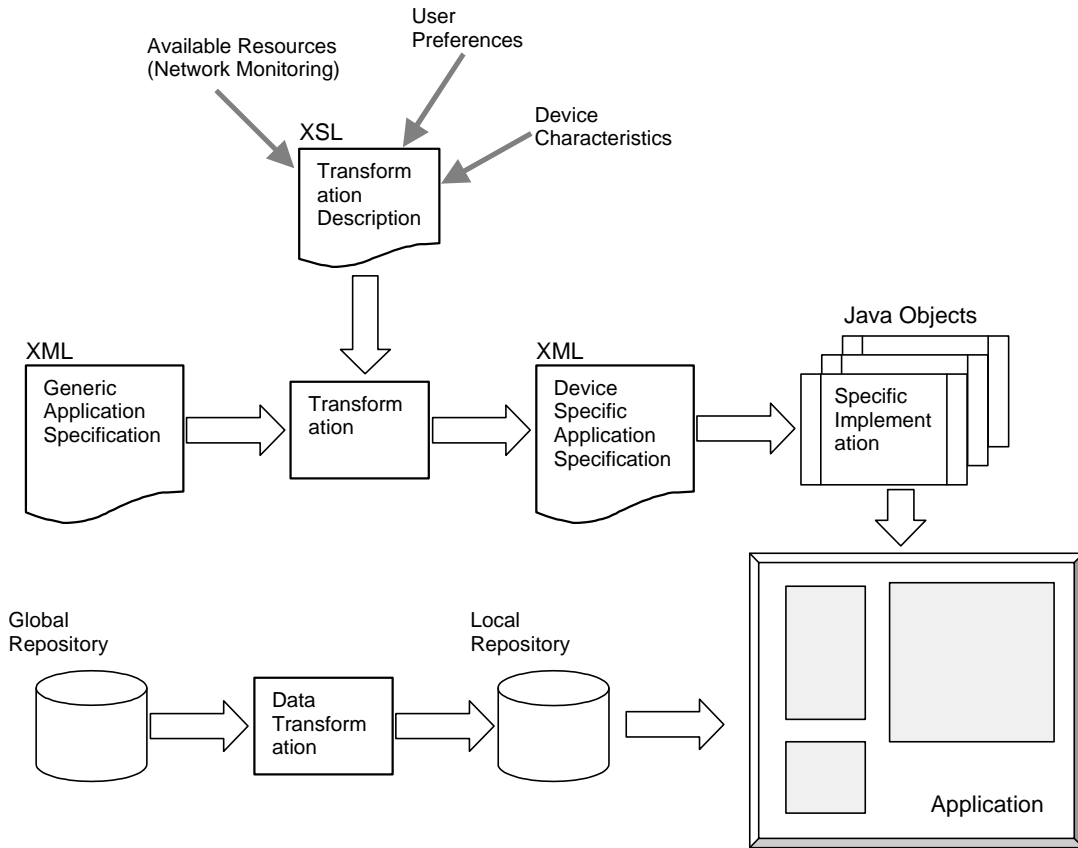 User
Preferences
Available Resources
(Network Monitoring)
Device
Characteristics
XSL
Transform
ation
Description
Java Objects
XML
Generic
Application
Specification
Transform
ation
XML
Device
Specific
Application
Specification
Specific
Implement
ation
Global
Repository
Data
Transform
ation
Local
Repository
Application